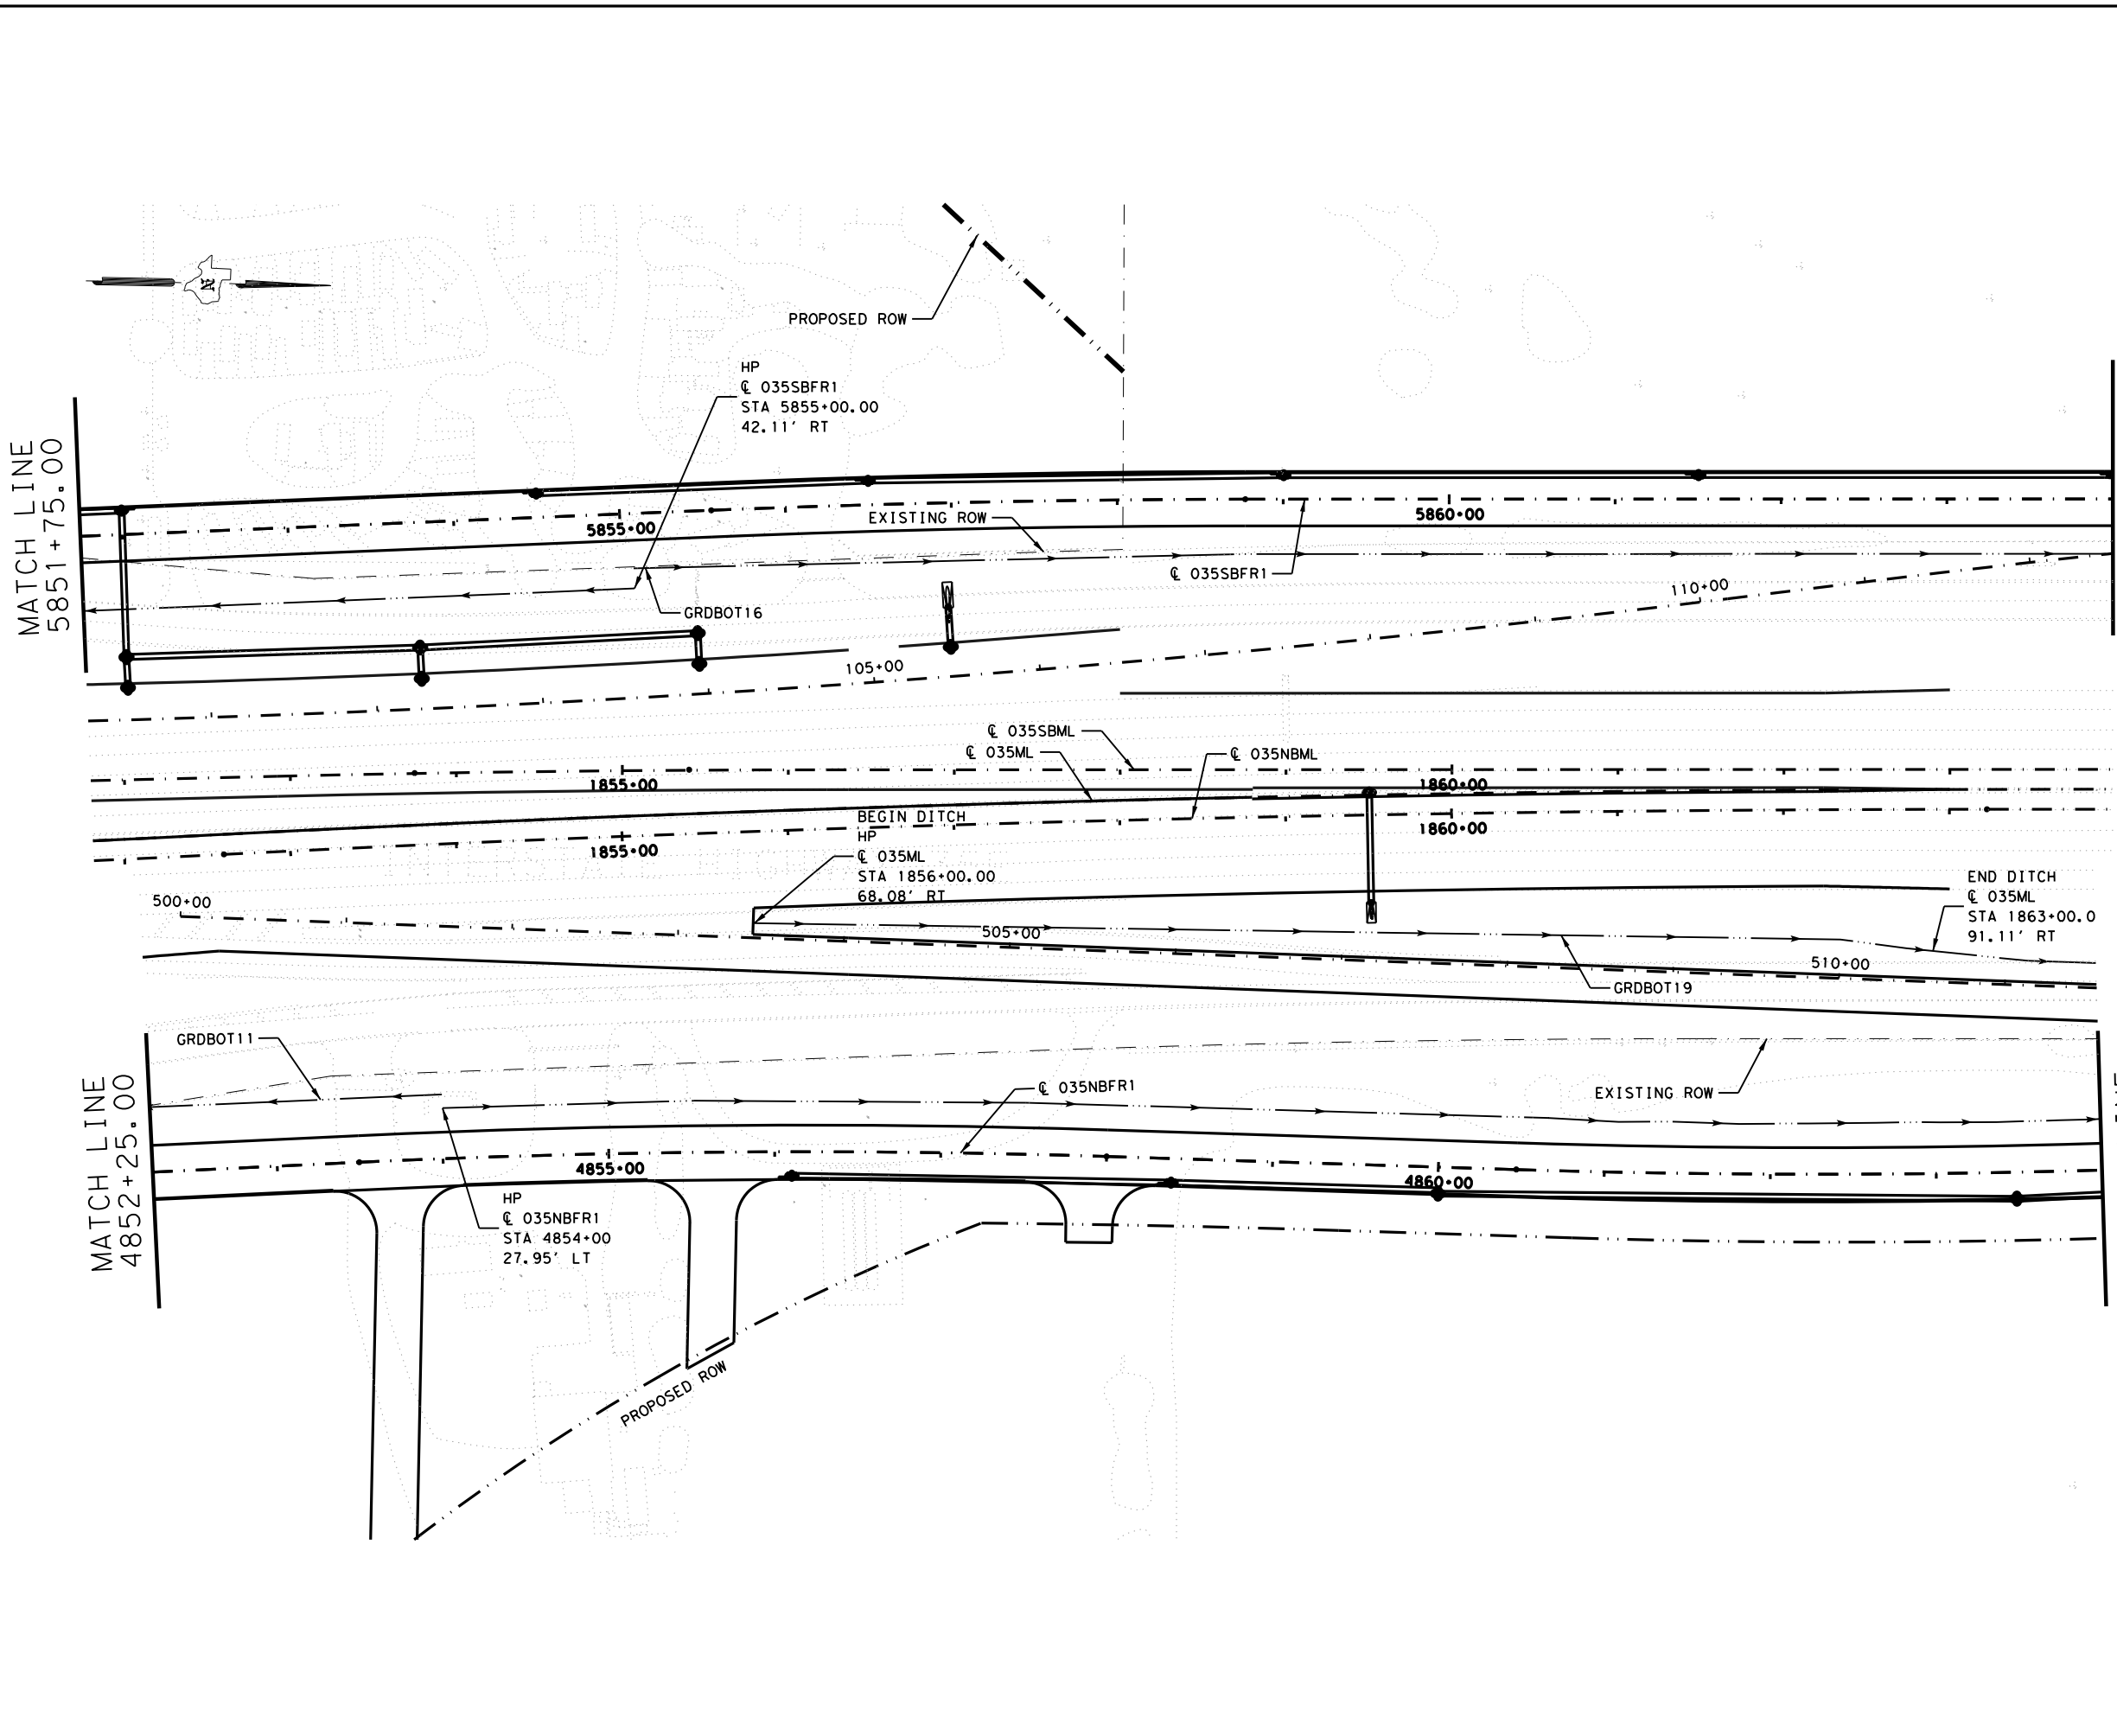 PROPOSED ROW
HP
℄ 035SBFR1
STA 5855+00.00
42.11' RT
MATCH LINE
5851+75.00
5855+00
EXISTING ROW
5860+00
℄ 035SBFR1
110+00
GRDBOT16
105+00
℄ 035SBML
℄ 035ML
℄ 035NBML
1855+00
1860+00
BEGIN DITCH
HP
℄ 035ML
STA 1856+00.00
68.08' RT
1855+00
1860+00
END DITCH
℄ 035ML
STA 1863+00.0
91.11' RT
500+00
505+00
510+00
GRDBOT19
GRDBOT11
MATCH LINE
4852+25.00
℄ 035NBFR1
EXISTING ROW
4855+00
4860+00
HP
℄ 035NBFR1
STA 4854+00
27.95' LT
PROPOSED ROW